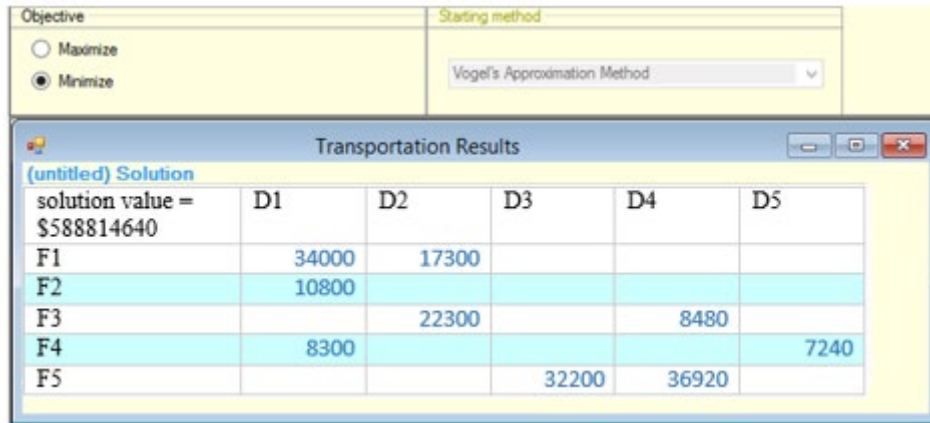 Objective
Starting method
Maximize
Minimize
Vogel's Approximation Method
Transportation Results
(untitled) Solution
solution value = D1 D2 D3 D4 D5
$588814640
F1 34000 17300
F2 10800
F3 22300 8480
F4 8300 7240
F5 32200 36920